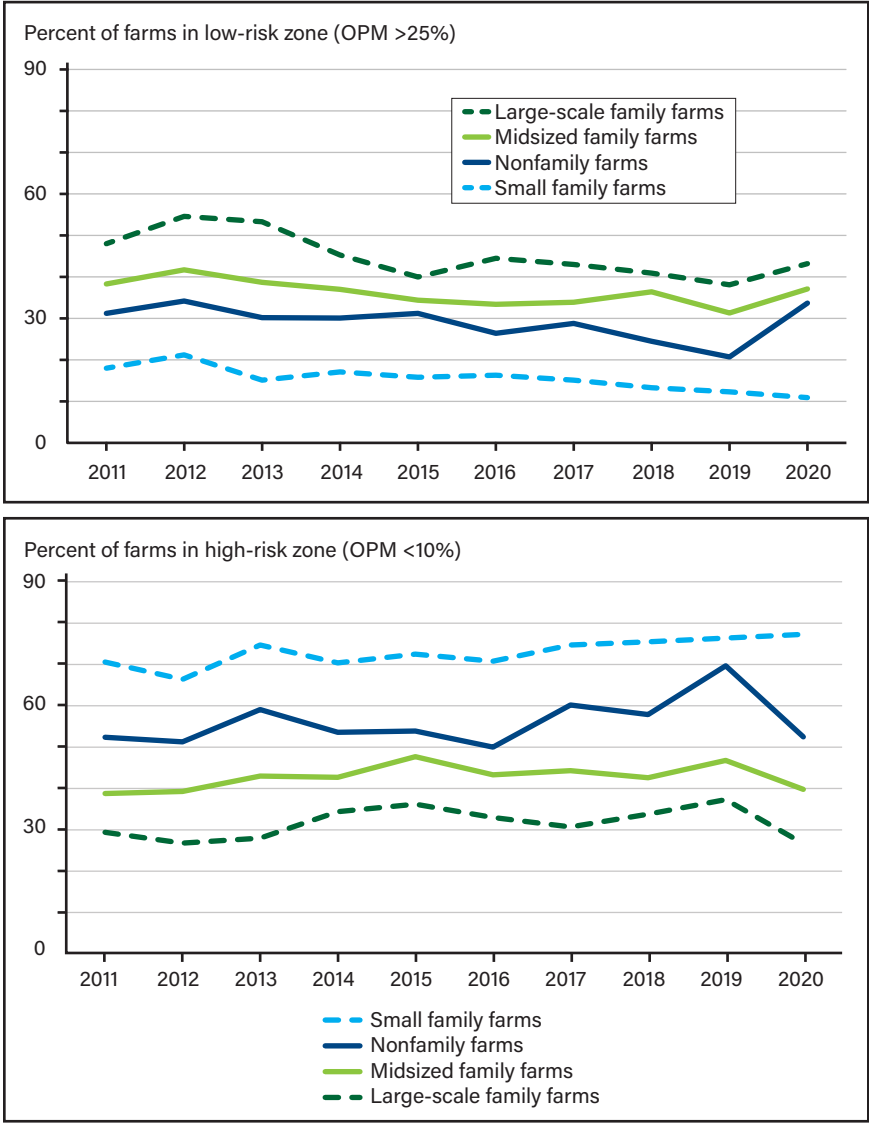 Percent of farms in low-risk zone (OPM >25%)
90
Large-scale family farms
Midsized family farms
Nonfamily farms
Small family farms
60
30
0
2011 2012 2013 2014 2015 2016 2017 2018 2019 2020
Percent of farms in high-risk zone (OPM <10%)
90
60
30
0
2011 2012 2013 2014 2015 2016 2017 2018 2019 2020
Small family farms
Nonfamily farms
Midsized family farms
Large-scale family farms